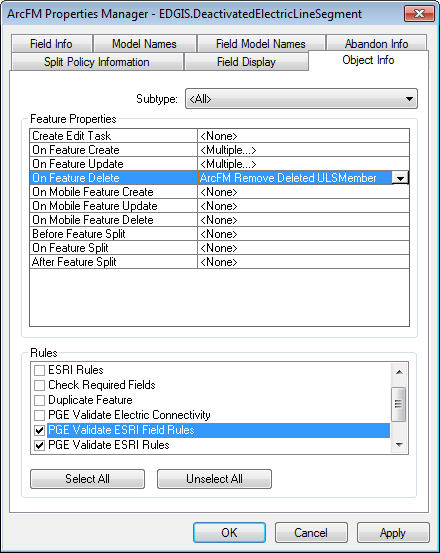 ArcFM Properties Manager - EDGIS.DeactivatedElectricLineSegment
Field Info Model Names Field Model Names Abandon Info
Split Policy Information Field Display Object Info
Subtype: <All>
Feature Properties
Create Edit Task <None>
On Feature Create <Multiple...>
On Feature Update <Multiple...>
On Feature Delete ArcFM Remove Deleted ULSMember
On Mobile Feature Create <None>
On Mobile Feature Update <None>
On Mobile Feature Delete <None>
Before Feature Split <None>
On Feature Split <None>
After Feature Split <None>
Rules
ESRI Rules
Check Required Fields
Duplicate Feature
PGE Validate Electric Connectivity
PGE Validate ESRI Field Rules
PGE Validate ESRI Rules
Select All Unselect All
OK Cancel Apply